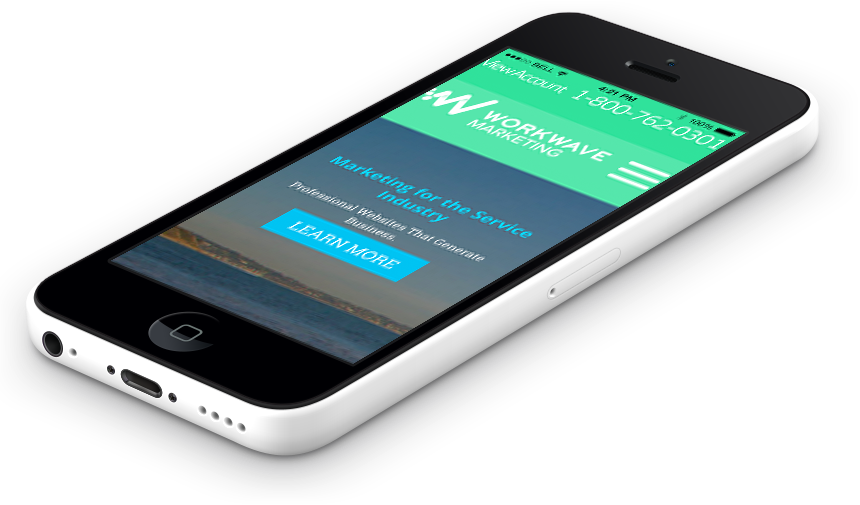 BELL 4:21 PM 100%
View Account 1-800-762-0301
WORKWAVE
MARKETING
Marketing for the Service
Industry
Professional Websites That Generate
Business.
LEARN MORE